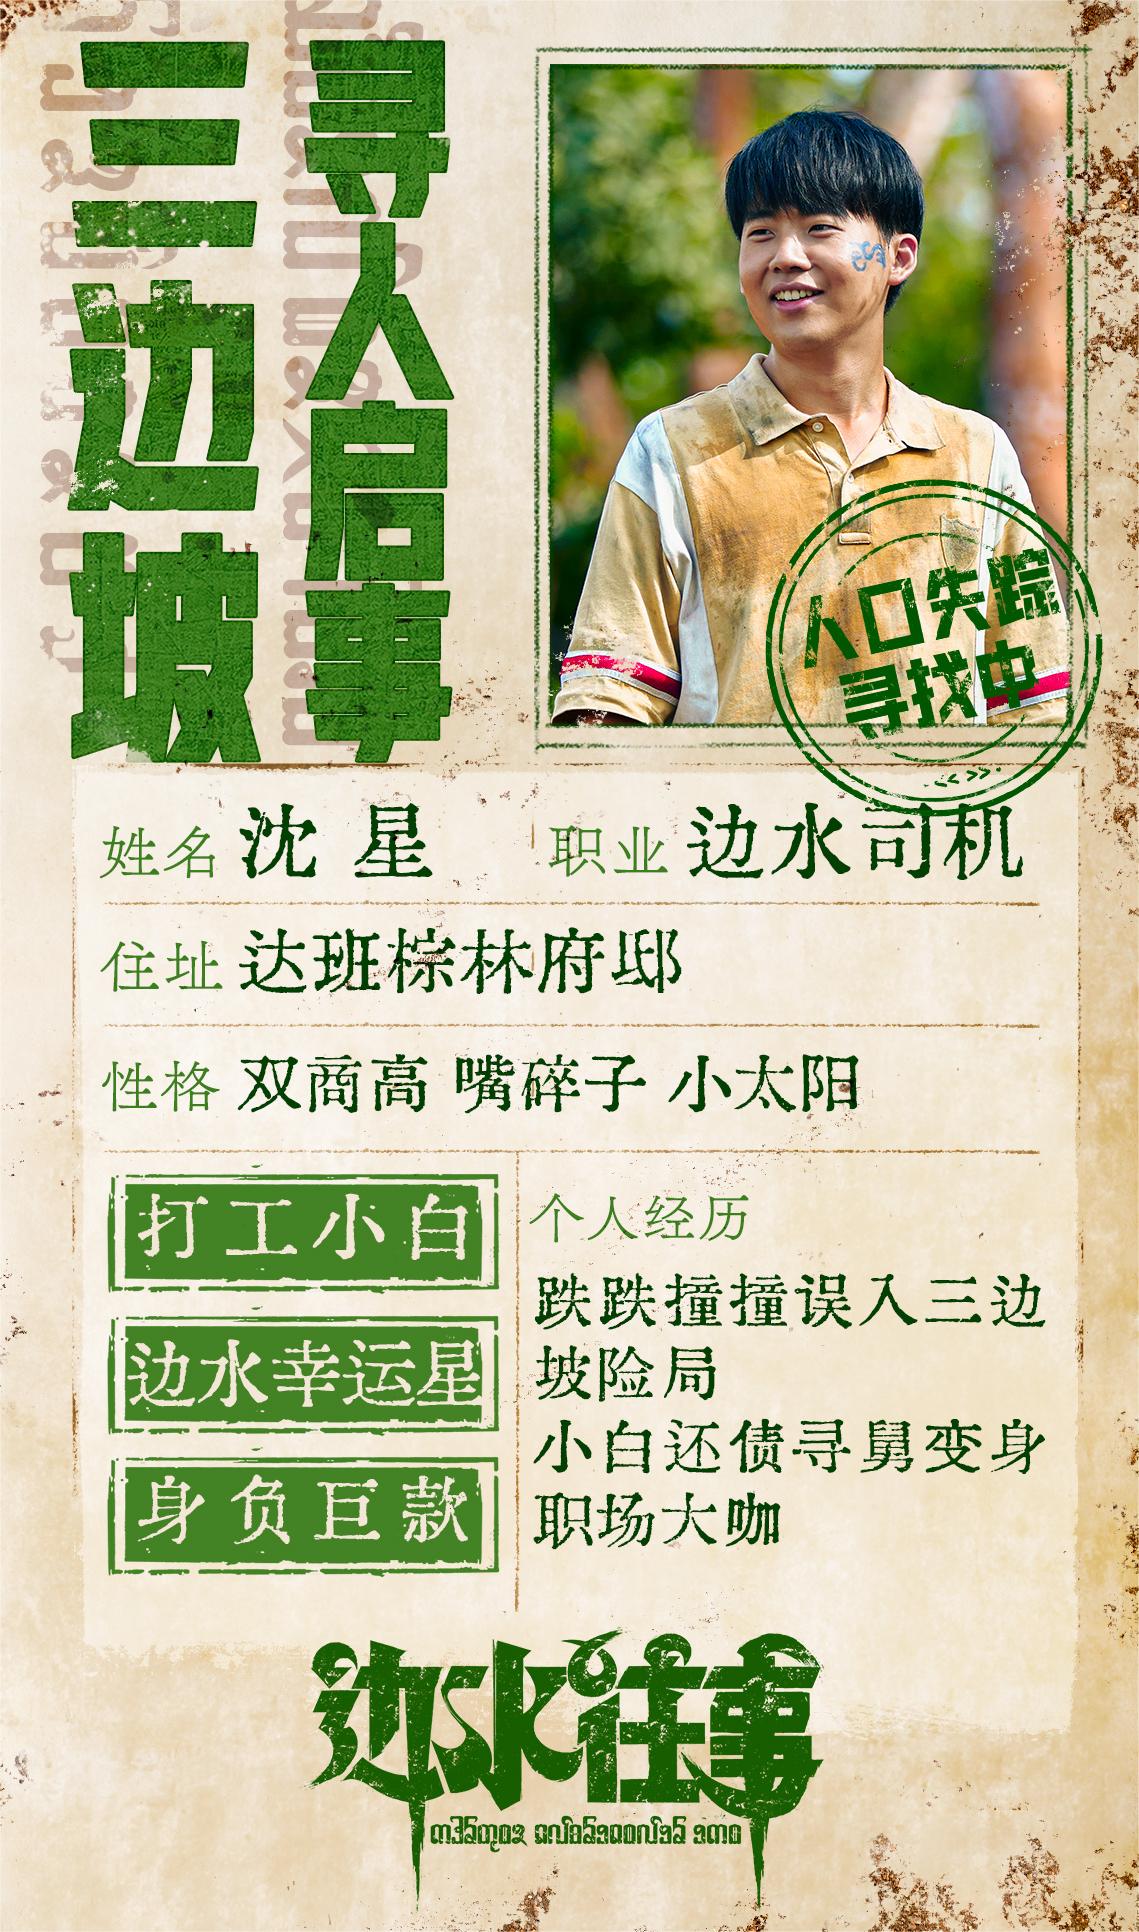 三边坡
寻人启事
人口失踪
寻找中
姓名 沈星 职业 边水司机
住址 达班棕林府邸
性格 双商高 嘴碎子 小太阳
打工小白
边水幸运星
身负巨款
个人经历
跌跌撞撞误入三边
坡险局
小白还债寻舅变身
职场大咖
边水往事